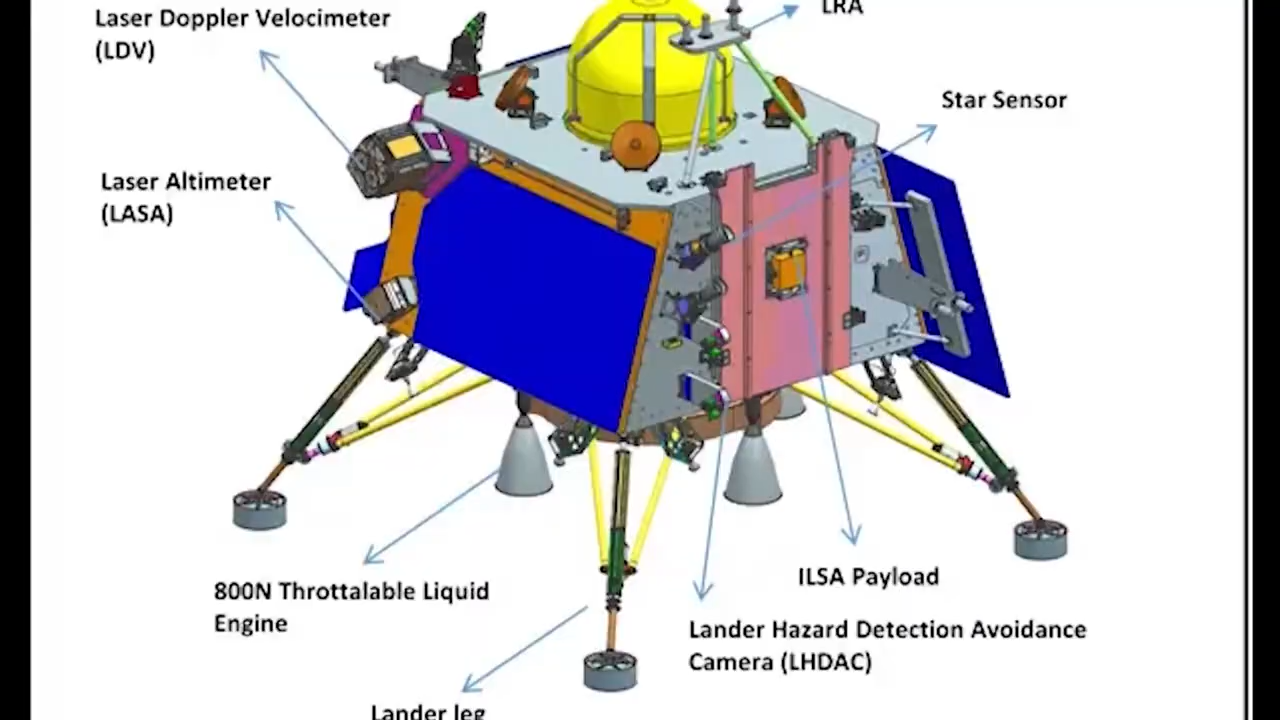 Laser Doppler Velocimeter
(LDV)
LRA
Star Sensor
Laser Altimeter
(LASA)
800N Throttalable Liquid
Engine
ILSA Payload
Lander Hazard Detection Avoidance
Camera (LHDAC)
Lander leg